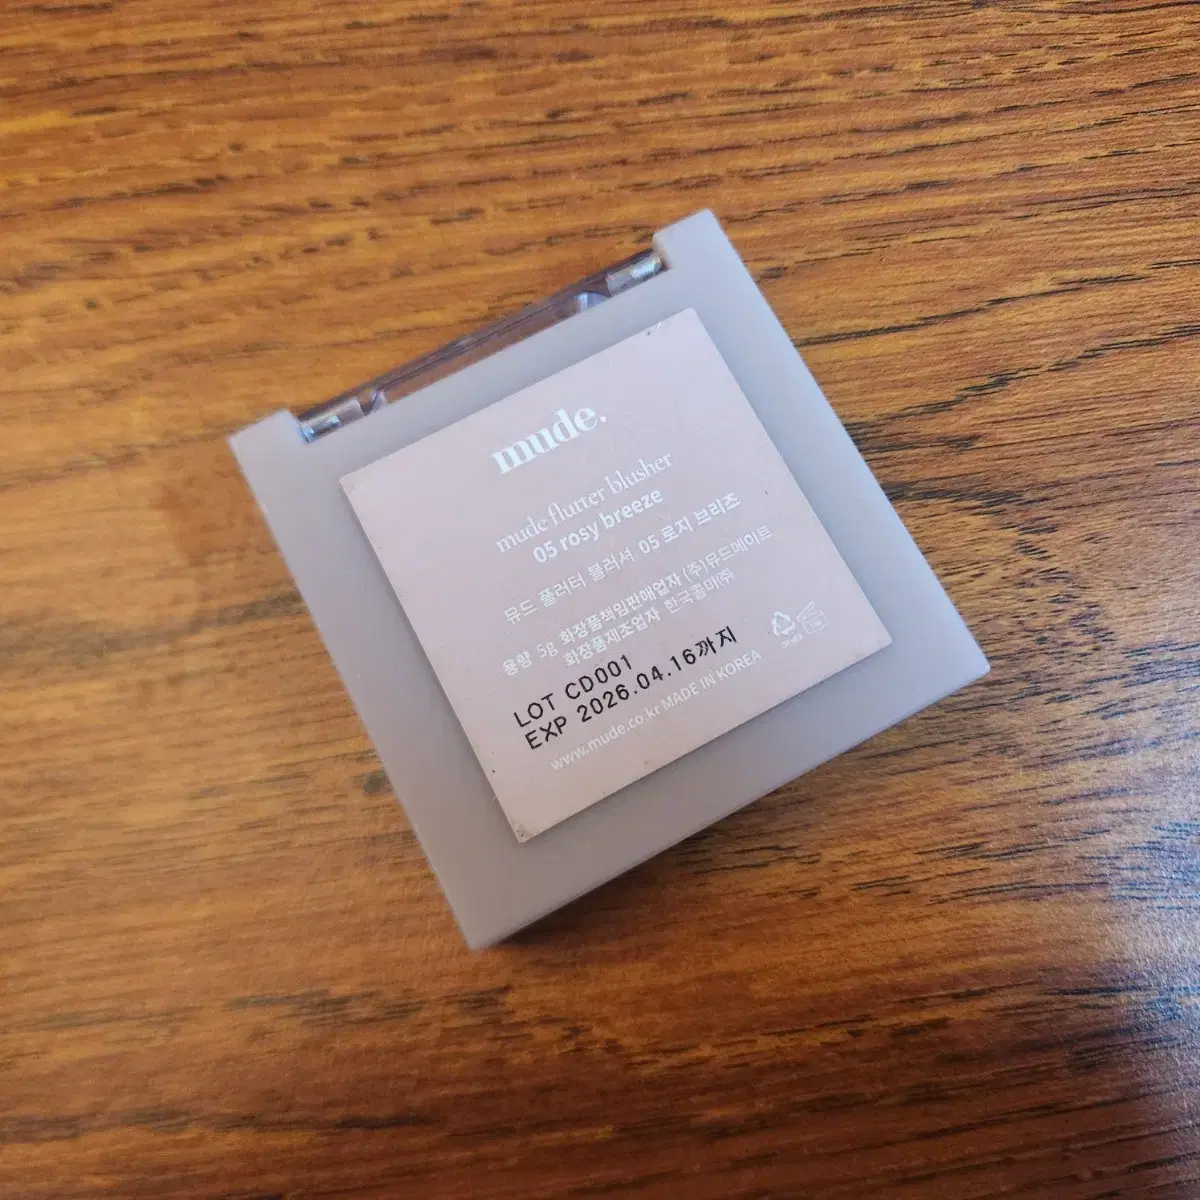 mude.
mude flutter blusher
05 rosy breeze
뮤드 플러터 블러셔 05 로지 브리즈
용량 5g 화장품책임판매업자 (주)뮤드메이트
화장품제조업자 한국콜마(주)
LOT CD001
EXP 2026.04.16까지
www.mude.co.kr MADE IN KOREA